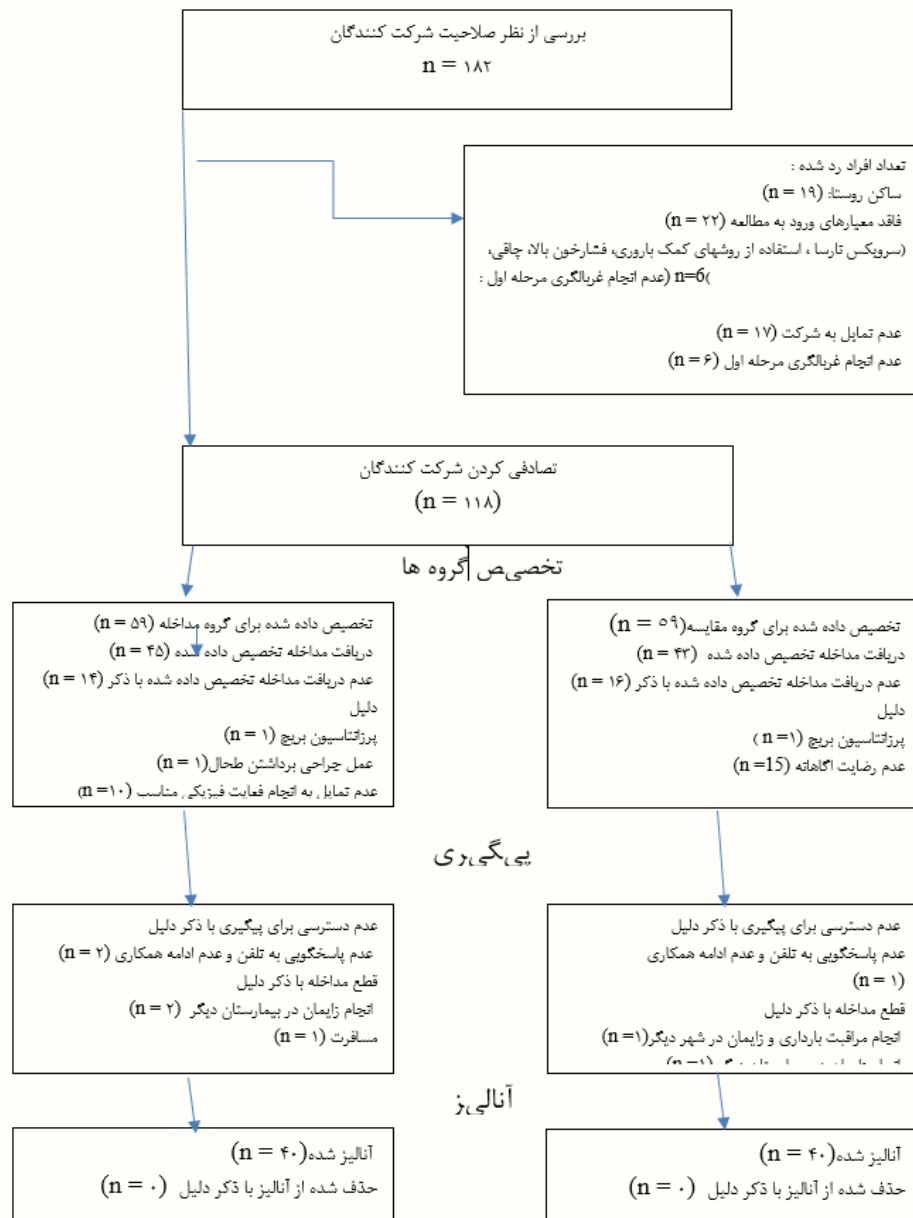 بررسی از نظر صلاحیت شرکت کنندگان
n = ۱۸۲
تعداد افراد رد شده :
ساکن روستا: (n = ۱۹)
فاقد معیارهای ورود به مطالعه (n = ۲۲)
(سرویکس نارسا ، استفاده از روشهای کمک باروری، فشارخون بالا، چاقی،
)n=6 (عدم انجام غربالگری مرحله اول :
عدم تمایل به شرکت (n = ۱۷)
عدم انجام غربالگری مرحله اول (n = ۶)
تصادفی کردن شرکت کنندگان
(n = ۱۱۸)
تخصیص گروه ها
تخصیص داده شده برای گروه مقایسه(n = ۵۹)
دریافت مداخله تخصیص داده شده (n = ۴۳)
عدم دریافت مداخله تخصیص داده شده با ذکر (n = ۱۶)
دلیل
پرزانتاسیون بریچ (n =۱)
عدم رضایت اگاهانه (n =15)
تخصیص داده شده برای گروه مداخله (n = ۵۹)
دریافت مداخله تخصیص داده شده (n = ۴۵)
عدم دریافت مداخله تخصیص داده شده با ذکر (n = ۱۴)
دلیل
پرزانتاسیون بریچ (n = ۱)
عمل جراحی برداشتن طحال(n = ۱)
عدم تمایل به انجام فعایت فیزیکی مناسب (n =۱۰)
پیگیری
عدم دسترسی برای پیگیری با ذکر دلیل
عدم پاسخگویی به تلفن و عدم ادامه همکاری
(n = ۱)
قطع مداخله با ذکر دلیل
انجام مراقبت بارداری و زایمان در شهر دیگر(n =۱)
عدم دسترسی برای پیگیری با ذکر دلیل
عدم پاسخگویی به تلفن و عدم ادامه همکاری (n = ۲)
قطع مداخله با ذکر دلیل
انجام زایمان در بیمارستان دیگر (n = ۲)
مسافرت (n = ۱)
آنالیز
آنالیز شده(n = ۴۰)
حذف شده از آنالیز با ذکر دلیل (n = ۰)
آنالیز شده(n = ۴۰)
حذف شده از آنالیز با ذکر دلیل (n = ۰)